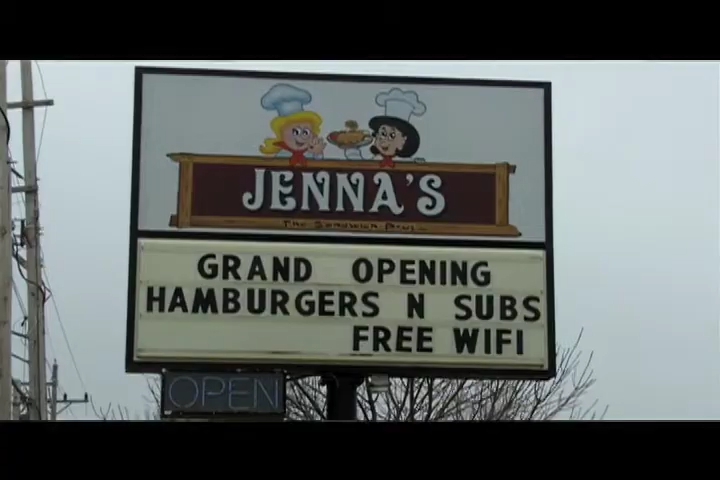 JENNA'S
GRAND OPENING
HAMBURGERS N SUBS
FREE WIFI
OPEN